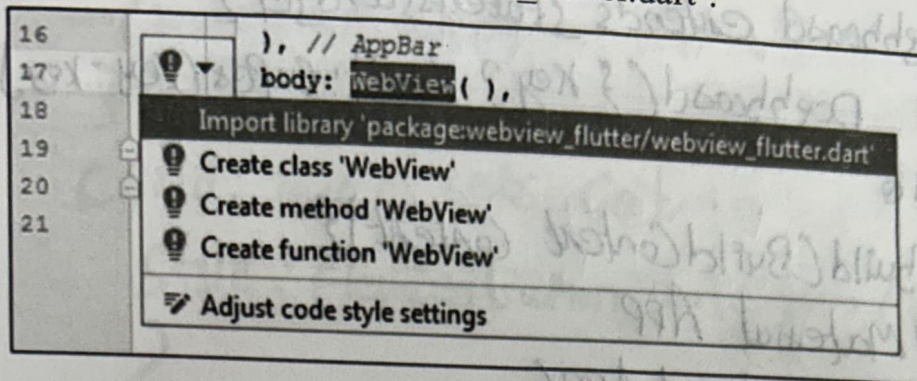 16
), // AppBar
17
body: WebView( ),
18
Import library 'package:webview_flutter/webview_flutter.dart'
19
Create class 'WebView'
20
Create method 'WebView'
21
Create function 'WebView'
Adjust code style settings